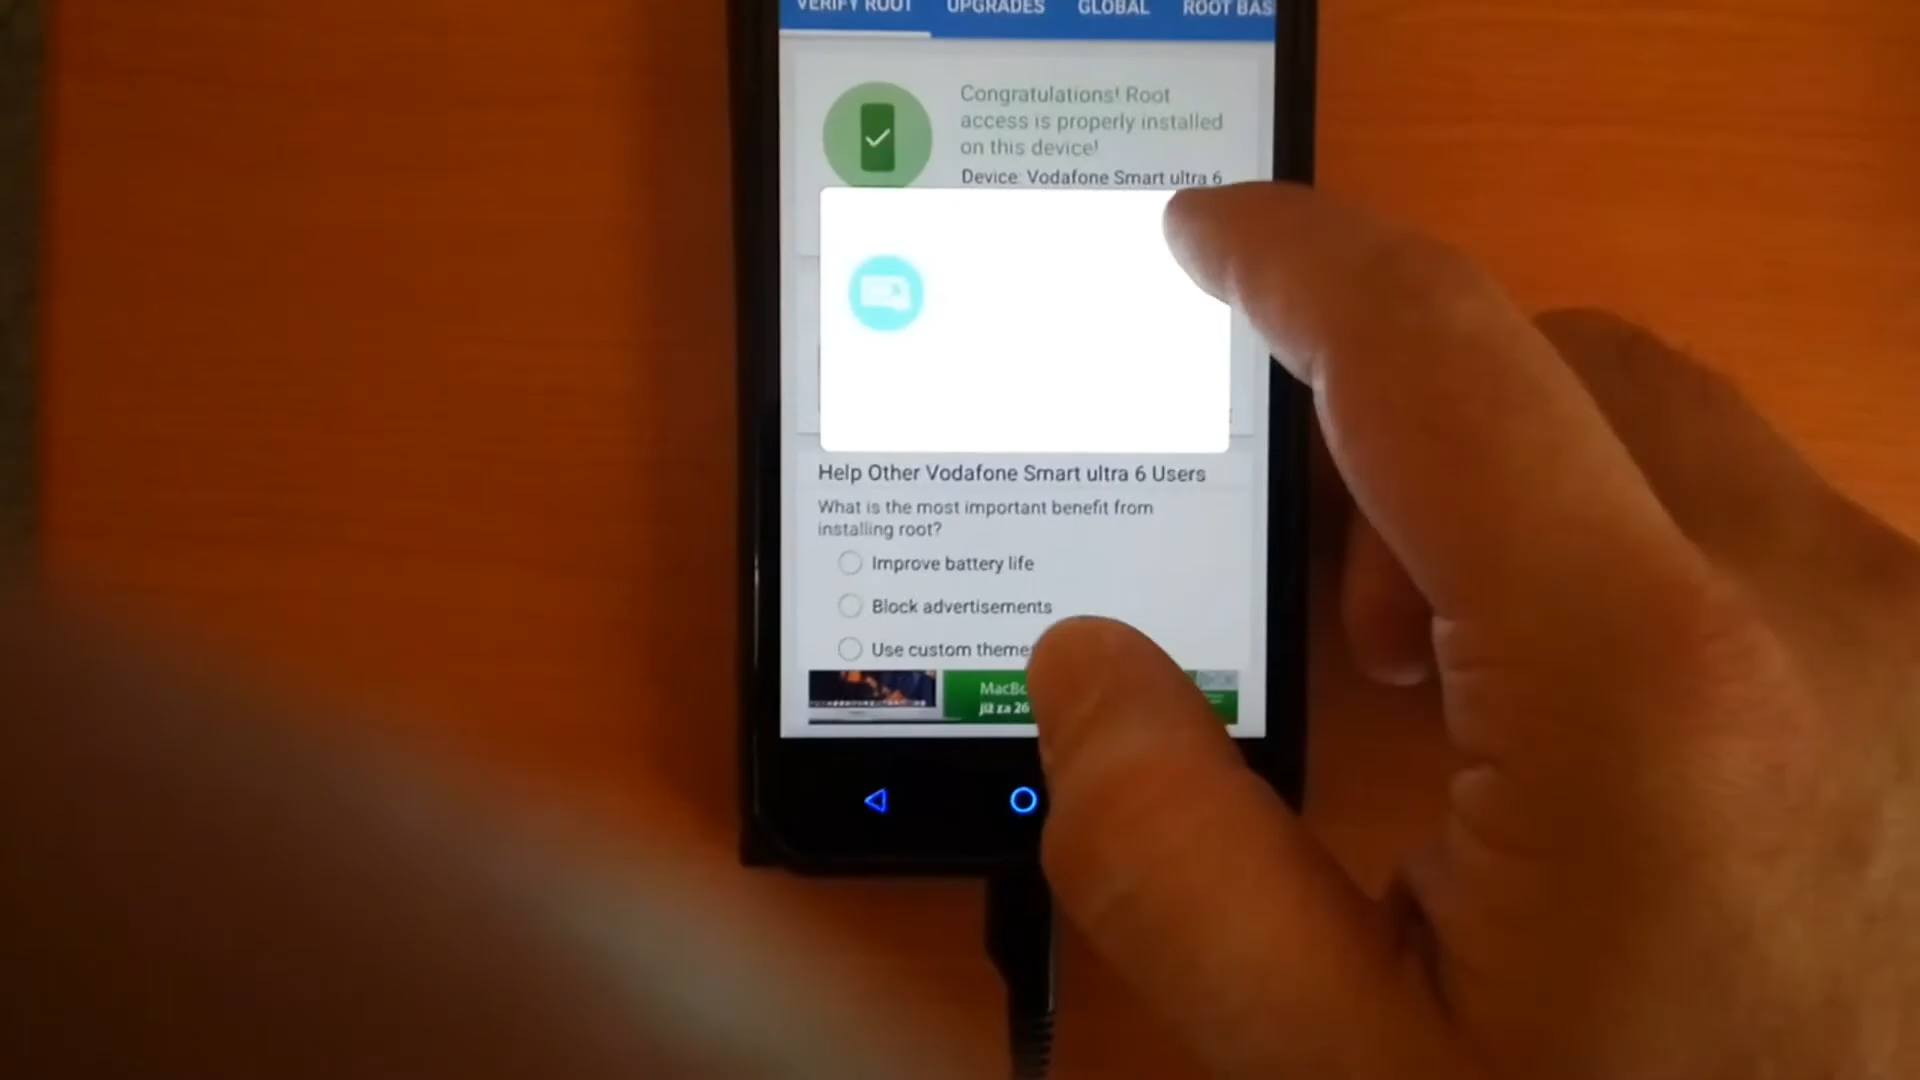 VERIFY ROOT UPGRADES GLOBAL ROOT BAS
Congratulations! Root
access is properly installed
on this device!
Device: Vodafone Smart ultra 6
Help Other Vodafone Smart ultra 6 Users
What is the most important benefit from
installing root?
Improve battery life
Block advertisements
Use custom theme
MacBo
již za 26